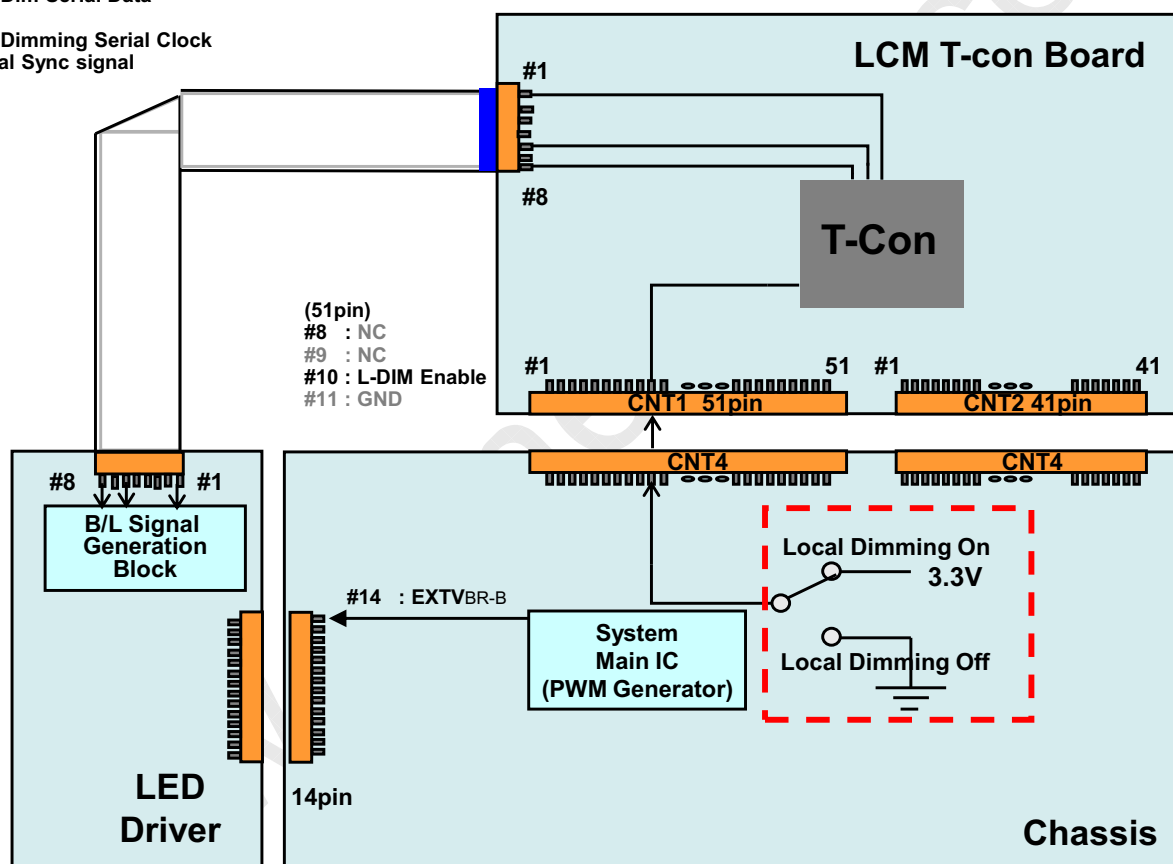 Dimming Serial Clock
Sync signal
LCM T-con Board
#1
#8
T-Con
(51pin)
#8 : NC
#9 : NC
#10 : L-DIM Enable
#11 : GND
#1
51
#1
41
CNT1 51pin
CNT2 41pin
CNT4
CNT4
#8
#1
B/L Signal
Generation
Block
Local Dimming On
3.3V
#14 : EXTVBR-B
System
Main IC
(PWM Generator)
Local Dimming Off
LED
Driver
14pin
Chassis